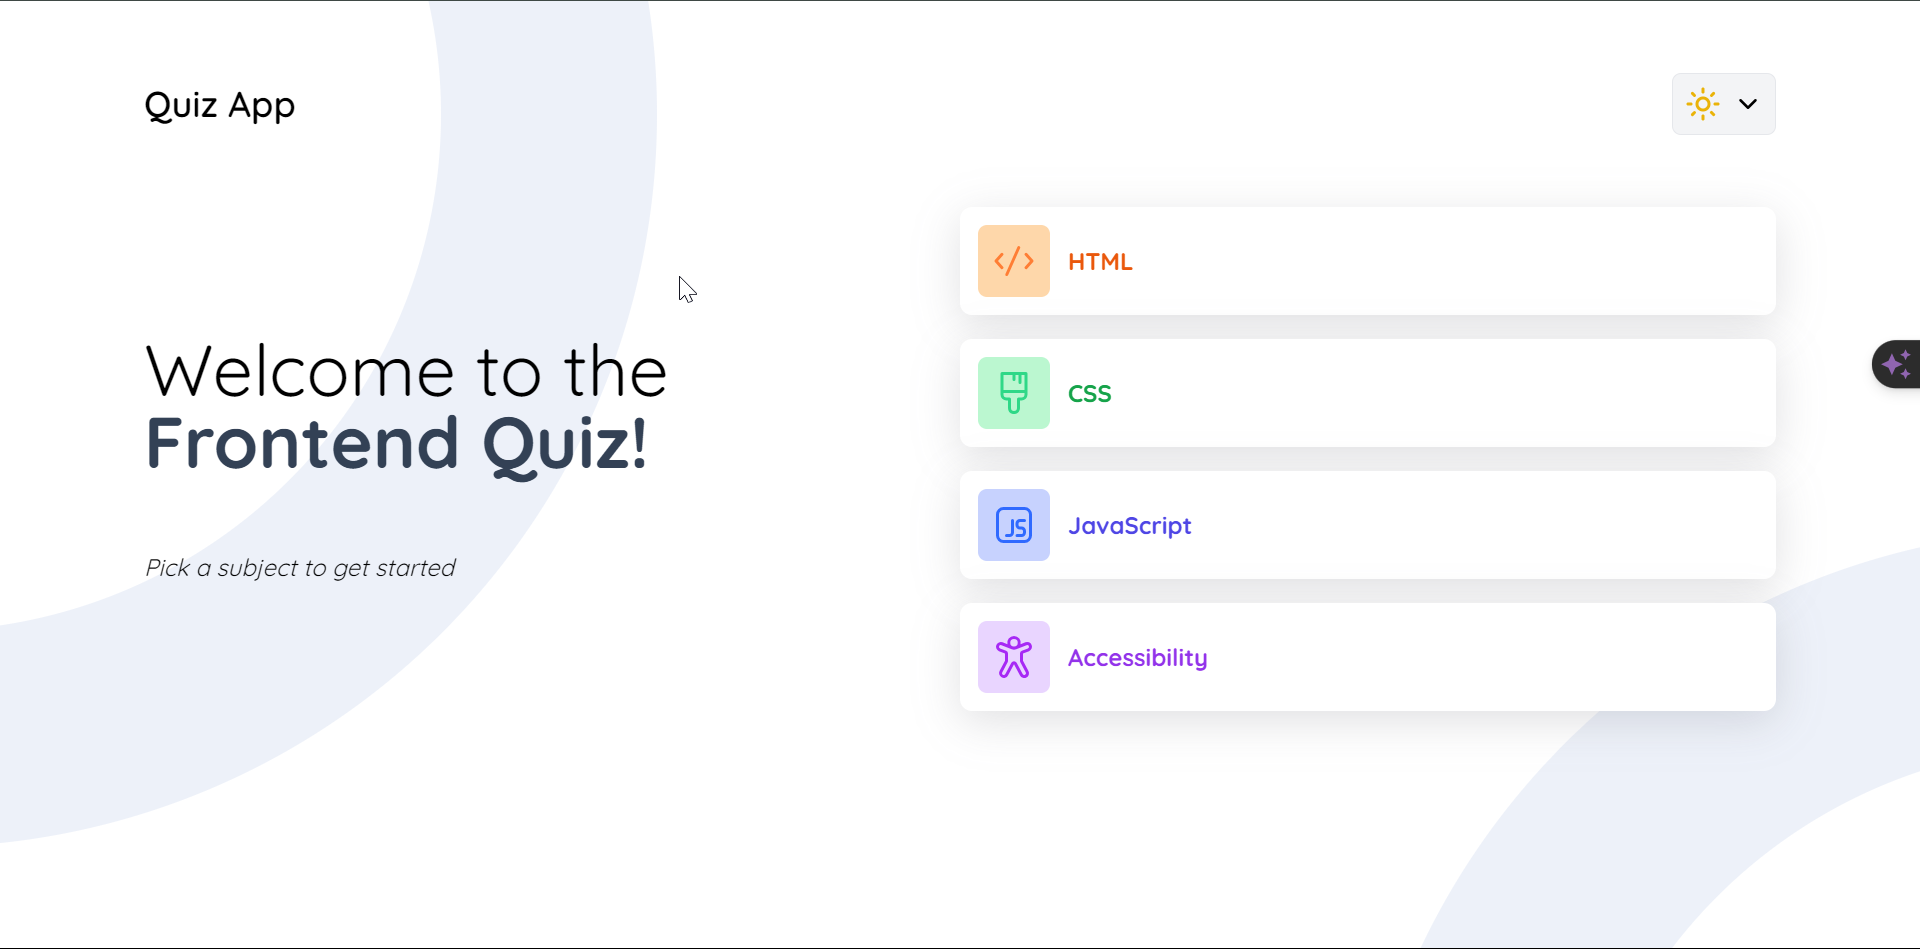 Quiz App
Welcome to the
Frontend Quiz!
Pick a subject to get started
HTML
CSS
JS
JavaScript
Accessibility